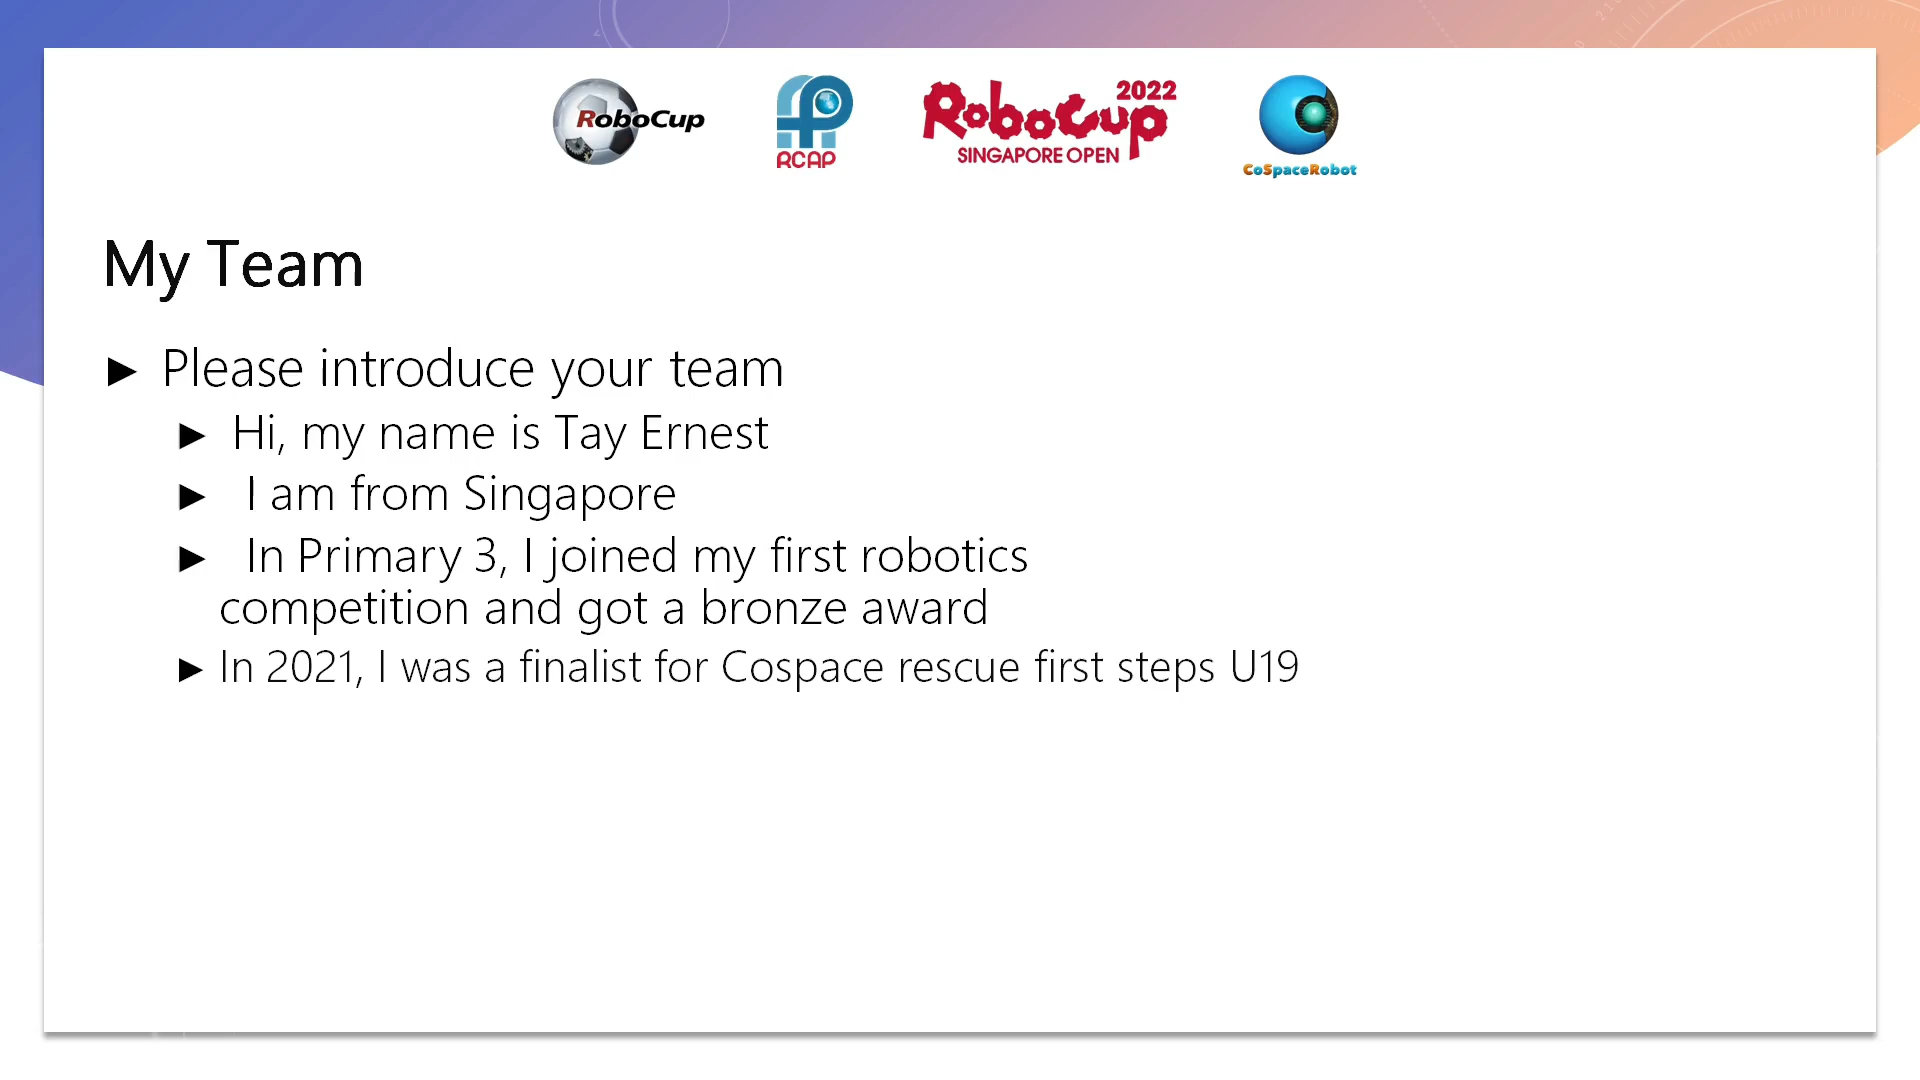 RoboCup
RCAP
RoboCup 2022
SINGAPORE OPEN
CoSpaceRobot
My Team
► Please introduce your team
► Hi, my name is Tay Ernest
► I am from Singapore
► In Primary 3, I joined my first robotics
competition and got a bronze award
► In 2021, I was a finalist for Cospace rescue first steps U19